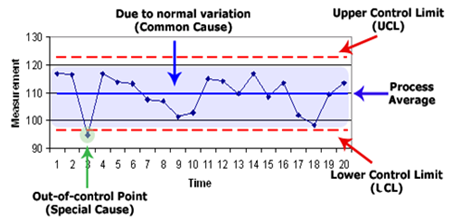 Due to normal variation
(Common Cause)
Upper Control Limit
(UCL)
130
120
110
100
90
Measurement
Process
Average
1 2 3 4 5 6 7 8 9 10 11 12 13 14 15 16 17 18 19 20
Time
Out-of-control Point
(Special Cause)
Lower Control Limit
(LCL)